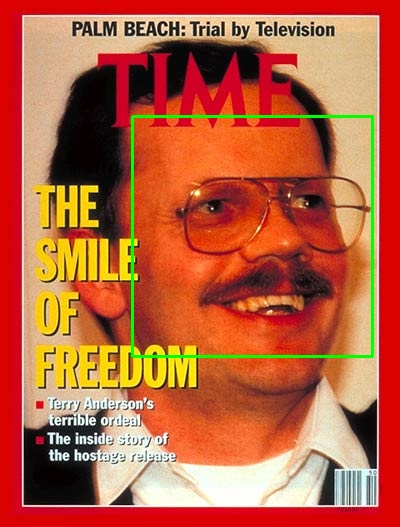 PALM BEACH: Trial by Television
TIME
THE
SMILE
OF
FREEDOM
Terry Anderson's
terrible ordeal
The inside story of
the hostage release